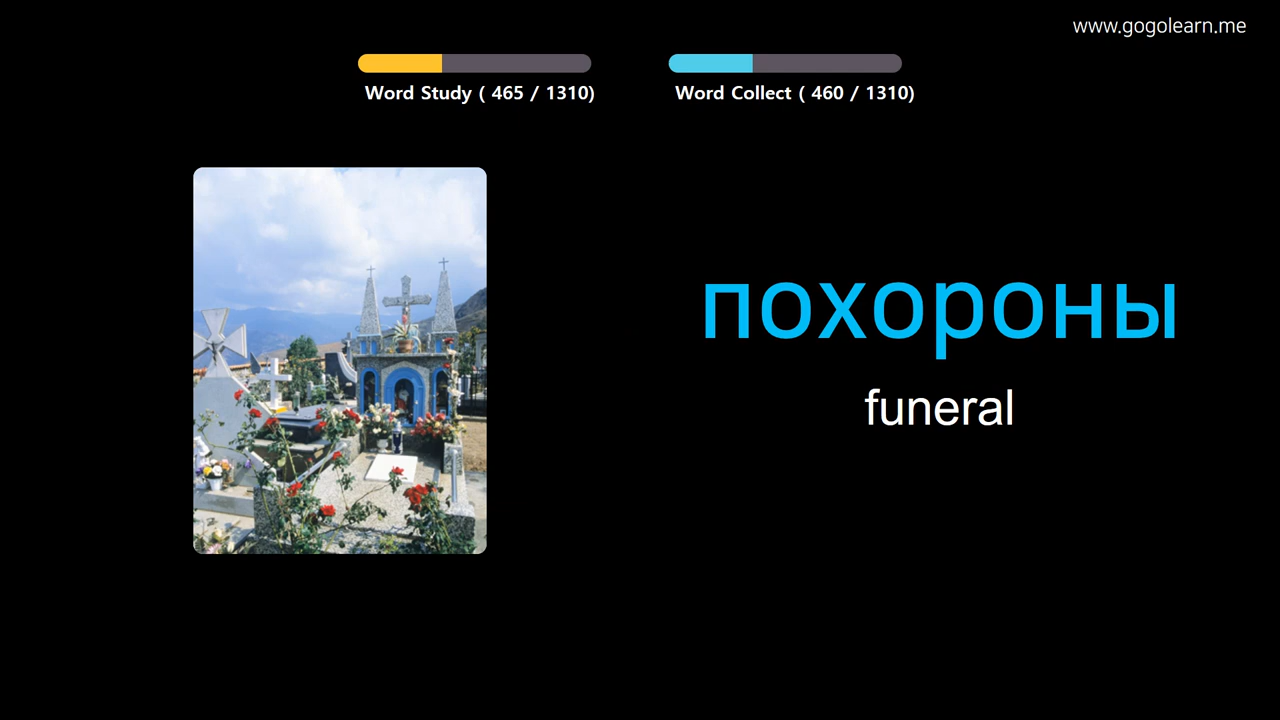 www.gogolearn.me
Word Study ( 465 / 1310)
Word Collect ( 460 / 1310)
похороны
funeral